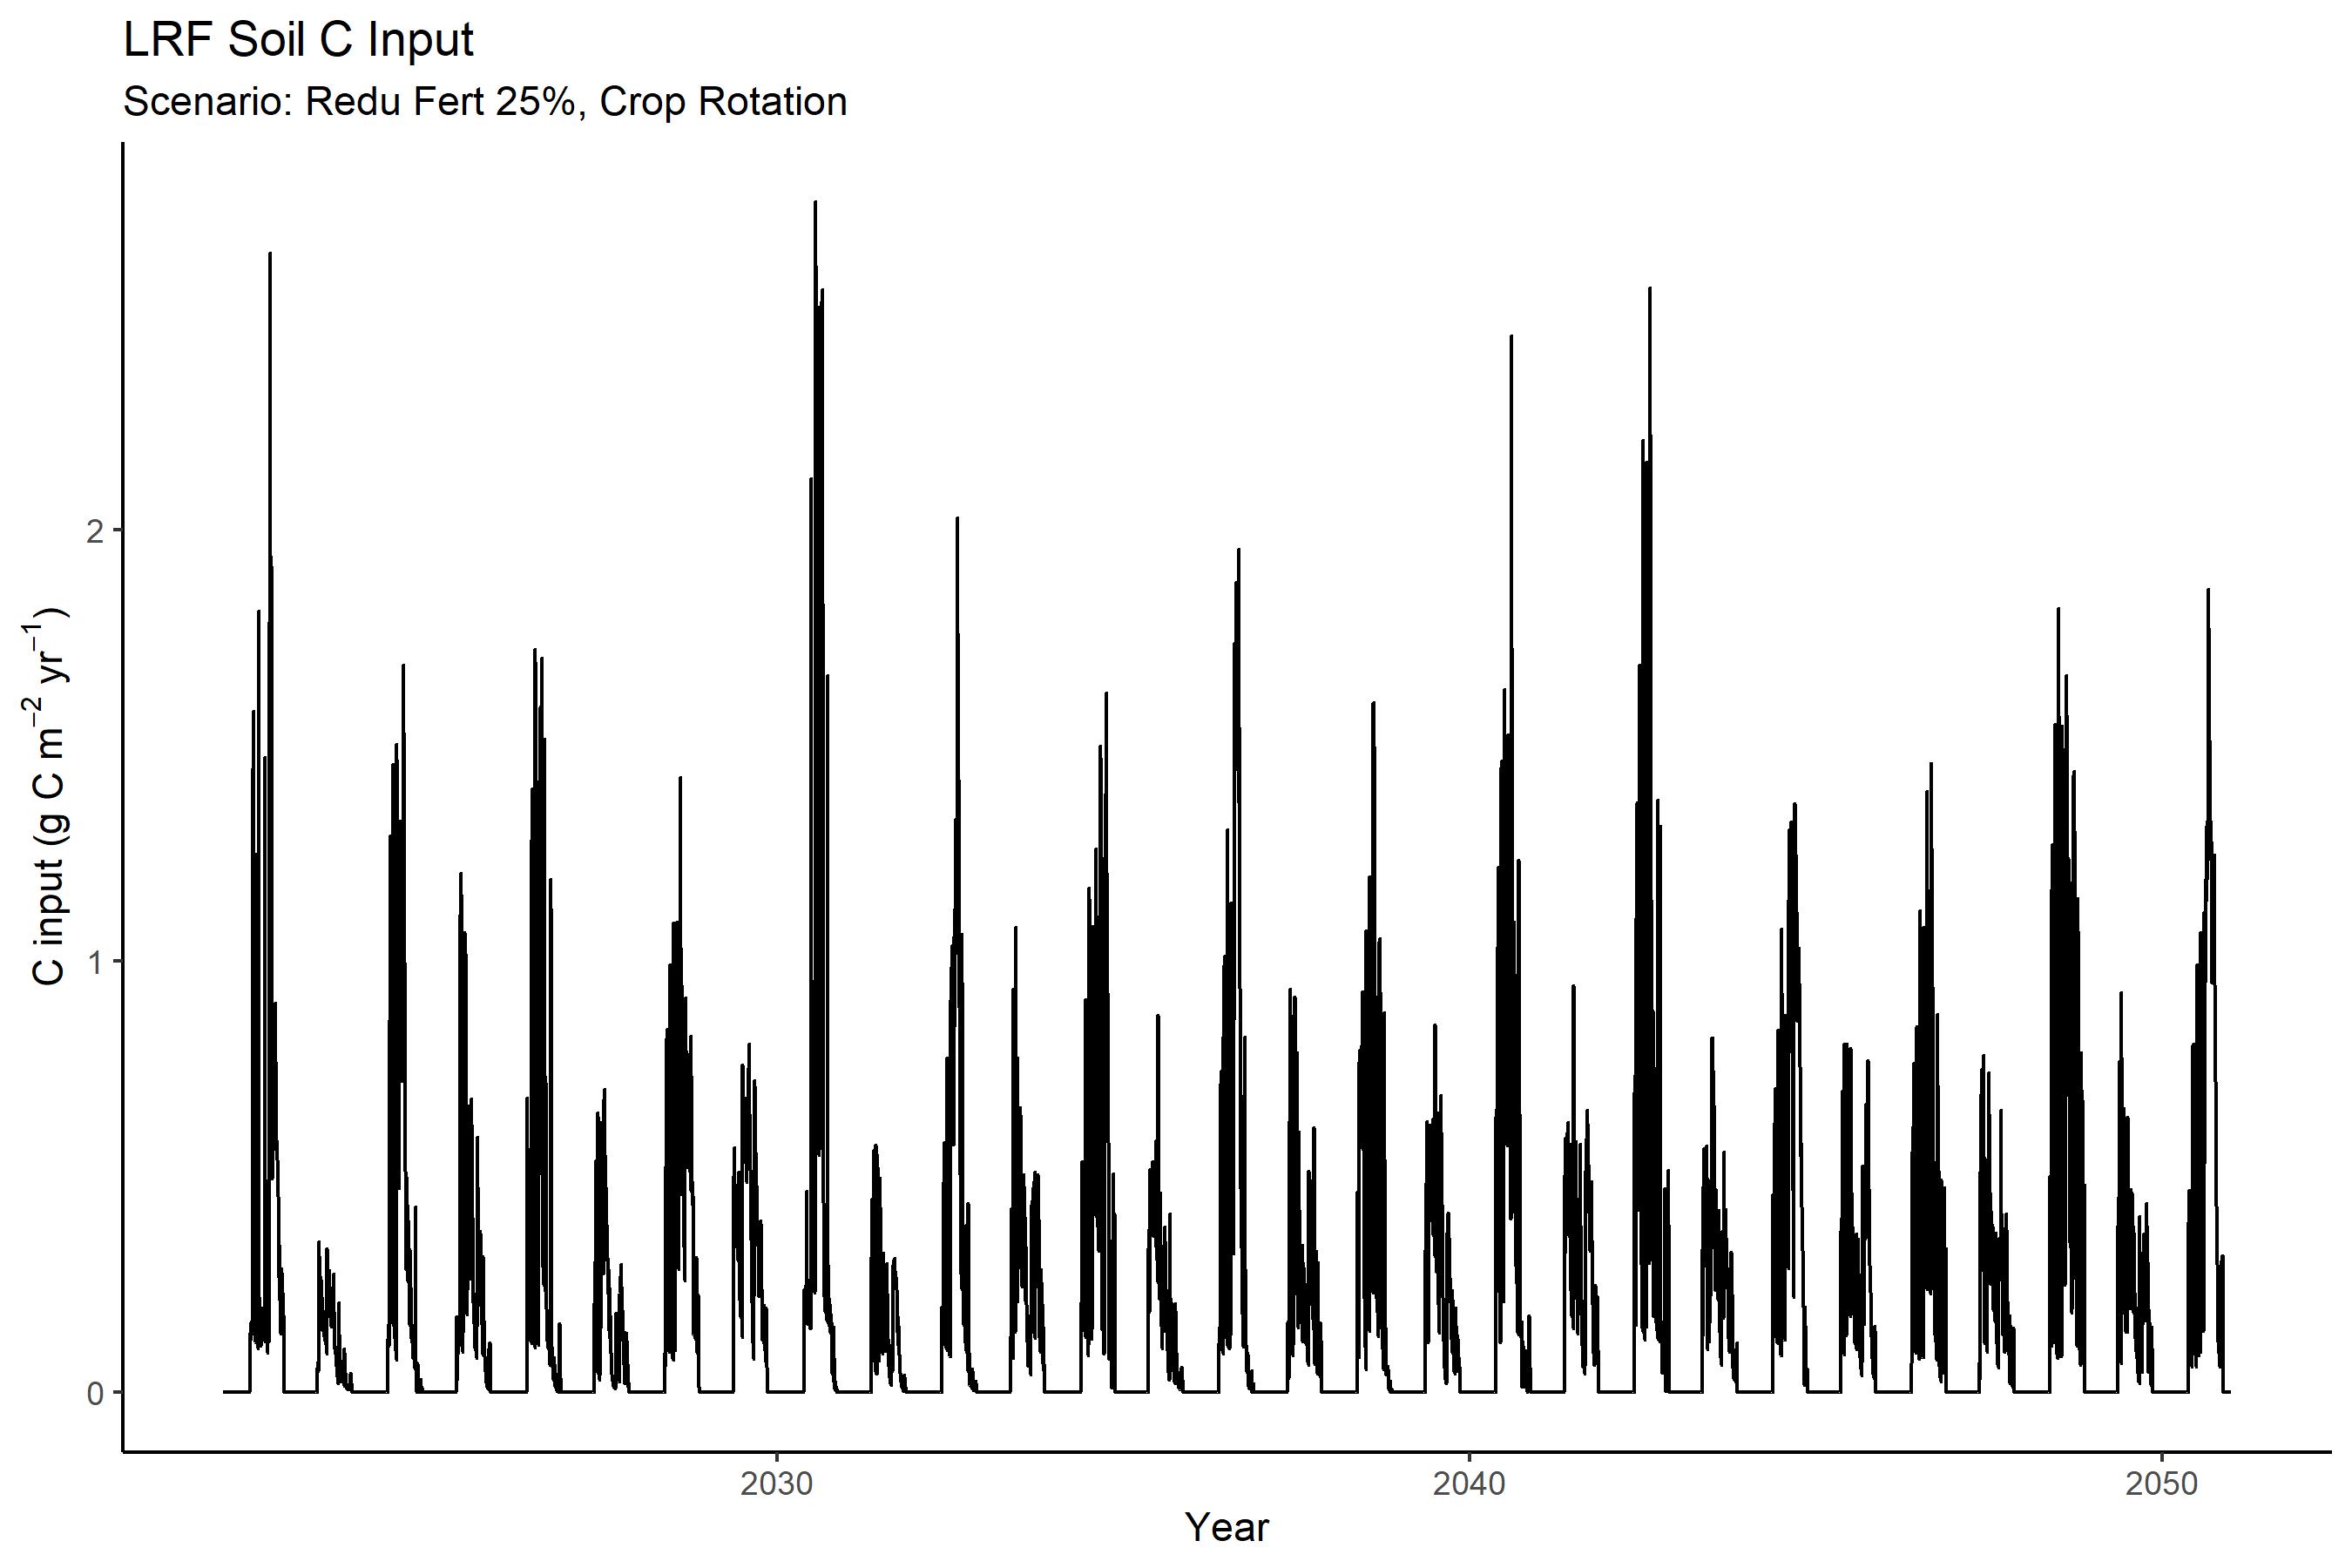 LRF Soil C Input
Scenario: Redu Fert 25%, Crop Rotation
C input (g C m⁻² yr⁻¹)
2
1
0
2030
2040
2050
Year